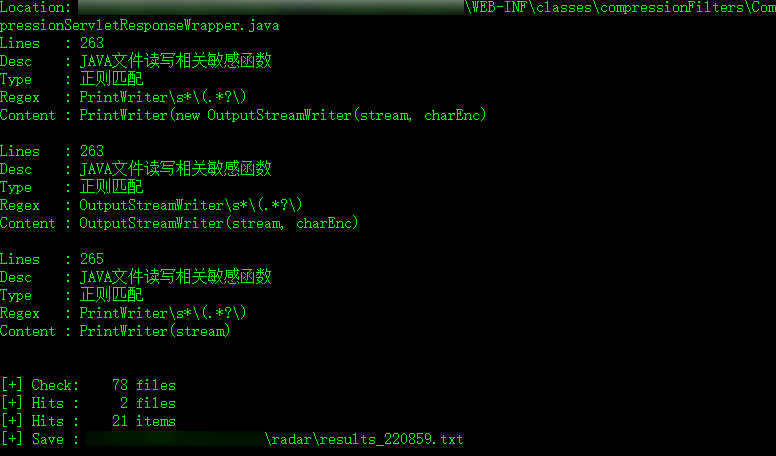 Location: \WEB-INF\classes\compressionFilters\Com
pressionServletResponseWrapper.java
Lines : 263
Desc : JAVA文件读写相关敏感函数
Type : 正则匹配
Regex : PrintWriter\s*\(.*?\)
Content : PrintWriter(new OutputStreamWriter(stream, charEnc)
Lines : 263
Desc : JAVA文件读写相关敏感函数
Type : 正则匹配
Regex : OutputStreamWriter\s*\(.*?\)
Content : OutputStreamWriter(stream, charEnc)
Lines : 265
Desc : JAVA文件读写相关敏感函数
Type : 正则匹配
Regex : PrintWriter\s*\(.*?\)
Content : PrintWriter(stream)
[+] Check: 73 files
[+] Hits : 2 files
[+] Hits : 21 items
[+] Save : \radar\results_220859.txt